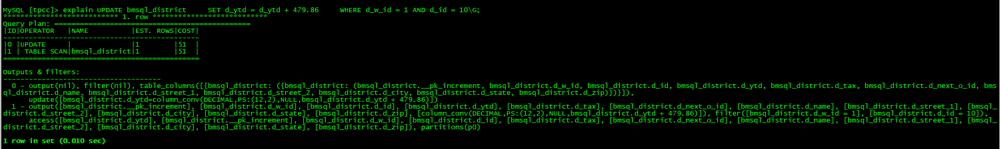 MySQL [tpcc]> explain UPDATE bmsql_district     SET d_ytd = d_ytd + 479.86     WHERE d_w_id = 1 AND d_id = 10\G;
*************************** 1. row ***************************
Query Plan: ==============================================
|ID|OPERATOR   |NAME          |EST. ROWS|COST|
----------------------------------------------
|0 |UPDATE     |              |1        |51  |
|1 | TABLE SCAN|bmsql_district|1        |51  |
==============================================

Outputs & filters:
-------------------------------------
  0 - output(nil), filter(nil), table_columns([{bmsql_district: ({bmsql_district: (bmsql_district.__pk_increment, bmsql_district.d_w_id, bmsql_district.d_id, bmsql_district.d_ytd, bmsql_district.d_tax, bmsql_district.d_next_o_id, bms
ql_district.d_name, bmsql_district.d_street_1, bmsql_district.d_street_2, bmsql_district.d_city, bmsql_district.d_state, bmsql_district.d_zip)})}]),
      update([bmsql_district.d_ytd=column_conv(DECIMAL,PS:(12,2),NULL,bmsql_district.d_ytd + 479.86)])
  1 - output([bmsql_district.__pk_increment], [bmsql_district.d_w_id], [bmsql_district.d_id], [bmsql_district.d_ytd], [bmsql_district.d_tax], [bmsql_district.d_next_o_id], [bmsql_district.d_name], [bmsql_district.d_street_1], [bmsql_
district.d_street_2], [bmsql_district.d_city], [bmsql_district.d_state], [bmsql_district.d_zip], [column_conv(DECIMAL,PS:(12,2),NULL,bmsql_district.d_ytd + 479.86)]), filter([bmsql_district.d_w_id = 1], [bmsql_district.d_id = 10]),
      access([bmsql_district.d_ytd], [bmsql_district.__pk_increment], [bmsql_district.d_w_id], [bmsql_district.d_id], [bmsql_district.d_tax], [bmsql_district.d_next_o_id], [bmsql_district.d_name], [bmsql_district.d_street_1], [bmsql_
district.d_street_2], [bmsql_district.d_city], [bmsql_district.d_state], [bmsql_district.d_zip]), partitions(p0)

1 row in set (0.010 sec)